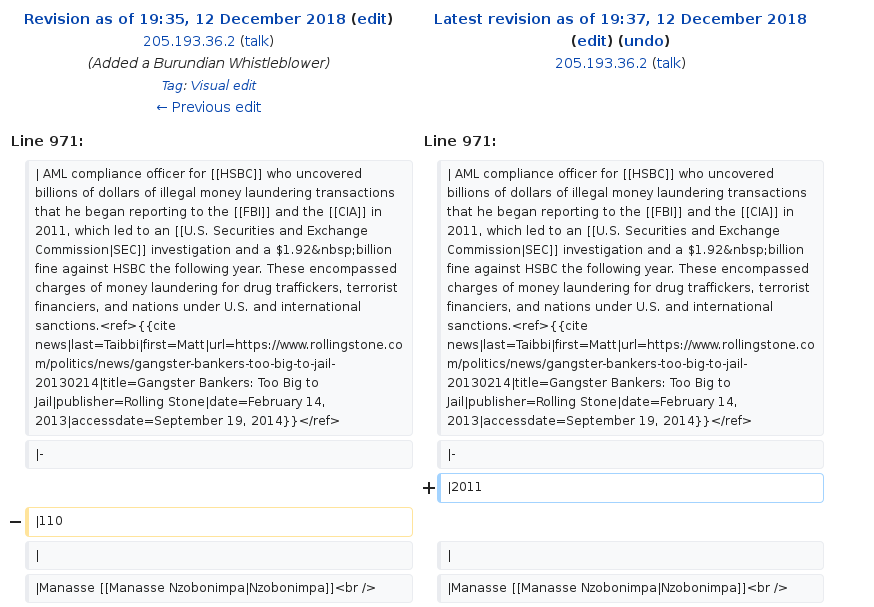 Revision as of 19:35, 12 December 2018 (edit)
205.193.36.2 (talk)
(Added a Burundian Whistleblower)
Tag: Visual edit
← Previous edit
Latest revision as of 19:37, 12 December 2018
(edit) (undo)
205.193.36.2 (talk)
Line 971:
Line 971:
| AML compliance officer for [[HSBC]] who uncovered
billions of dollars of illegal money laundering transactions
that he began reporting to the [[FBI]] and the [[CIA]] in
2011, which led to an [[U.S. Securities and Exchange
Commission|SEC]] investigation and a $1.92&nbsp;billion
fine against HSBC the following year. These encompassed
charges of money laundering for drug traffickers, terrorist
financiers, and nations under U.S. and international
sanctions.<ref>{{cite
news|last=Taibbi|first=Matt|url=https://www.rollingstone.co
m/politics/news/gangster-bankers-too-big-to-jail-
20130214|title=Gangster Bankers: Too Big to
Jail|publisher=Rolling Stone|date=February 14,
2013|accessdate=September 19, 2014}}</ref>
| AML compliance officer for [[HSBC]] who uncovered
billions of dollars of illegal money laundering transactions
that he began reporting to the [[FBI]] and the [[CIA]] in
2011, which led to an [[U.S. Securities and Exchange
Commission|SEC]] investigation and a $1.92&nbsp;billion
fine against HSBC the following year. These encompassed
charges of money laundering for drug traffickers, terrorist
financiers, and nations under U.S. and international
sanctions.<ref>{{cite
news|last=Taibbi|first=Matt|url=https://www.rollingstone.co
m/politics/news/gangster-bankers-too-big-to-jail-
20130214|title=Gangster Bankers: Too Big to
Jail|publisher=Rolling Stone|date=February 14,
2013|accessdate=September 19, 2014}}</ref>
|-
|-
+ |2011
− |110
|
|
|Manasse [[Manasse Nzobonimpa|Nzobonimpa]]<br />
|Manasse [[Manasse Nzobonimpa|Nzobonimpa]]<br />